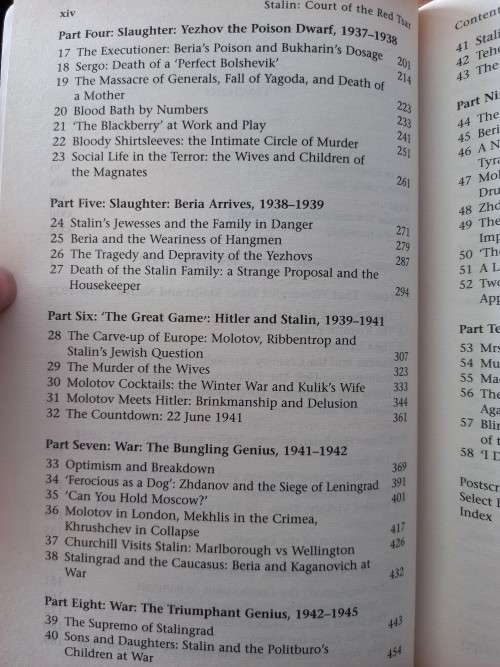 xiv Stalin: Court of the Red Tsar
Part Four: Slaughter: Yezhov the Poison Dwarf, 1937–1938
17 The Executioner: Beria's Poison and Bukharin's Dosage 201
18 Sergo: Death of a 'Perfect Bolshevik' 214
19 The Massacre of Generals, Fall of Yagoda, and Death of
a Mother 223
20 Blood Bath by Numbers 233
21 'The Blackberry' at Work and Play 241
22 Bloody Shirtsleeves: the Intimate Circle of Murder 251
23 Social Life in the Terror: the Wives and Children of
the Magnates 261
Part Five: Slaughter: Beria Arrives, 1938–1939
24 Stalin's Jewesses and the Family in Danger 271
25 Beria and the Weariness of Hangmen 279
26 The Tragedy and Depravity of the Yezhovs 287
27 Death of the Stalin Family: a Strange Proposal and the
Housekeeper 294
Part Six: 'The Great Game': Hitler and Stalin, 1939–1941
28 The Carve-up of Europe: Molotov, Ribbentrop and
Stalin's Jewish Question 307
29 The Murder of the Wives 323
30 Molotov Cocktails: the Winter War and Kulik's Wife 333
31 Molotov Meets Hitler: Brinkmanship and Delusion 344
32 The Countdown: 22 June 1941 361
Part Seven: War: The Bungling Genius, 1941–1942
33 Optimism and Breakdown 369
34 'Ferocious as a Dog': Zhdanov and the Siege of Leningrad 391
35 'Can You Hold Moscow?' 401
36 Molotov in London, Mekhlis in the Crimea,
Khrushchev in Collapse 417
37 Churchill Visits Stalin: Marlborough vs Wellington 426
38 Stalingrad and the Caucasus: Beria and Kaganovich at
War 432
Part Eight: War: The Triumphant Genius, 1942–1945
39 The Supremo of Stalingrad 443
40 Sons and Daughters: Stalin and the Politburo's
Children at War 454
41
42
43 The
44 The
45
46 A
47
48
49 The
50
51 A
52
Part
53
54
55
56 The
57
of
58 'I
Select
Index